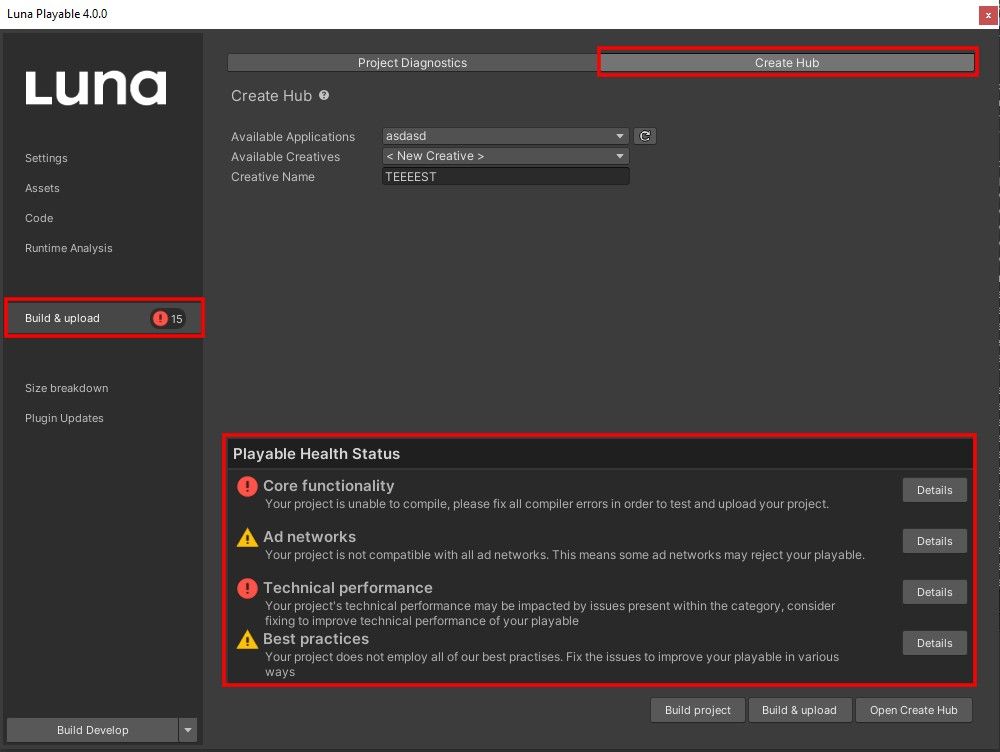 Luna Playable 4.0.0
x
Luna
Project Diagnostics
Create Hub
Create Hub ?
Available Applications
asdasd
Available Creatives
< New Creative >
Creative Name
TEEEEST
Settings
Assets
Code
Runtime Analysis
Build & upload
! 15
Size breakdown
Plugin Updates
Playable Health Status
! Core functionality
Your project is unable to compile, please fix all compiler errors in order to test and upload your project.
Details
! Ad networks
Your project is not compatible with all ad networks. This means some ad networks may reject your playable.
Details
! Technical performance
Your project's technical performance may be impacted by issues present within the category, consider
fixing to improve technical performance of your playable
Details
! Best practices
Your project does not employ all of our best practises. Fix the issues to improve your playable in various
ways
Details
Build project
Build & upload
Open Create Hub
Build Develop